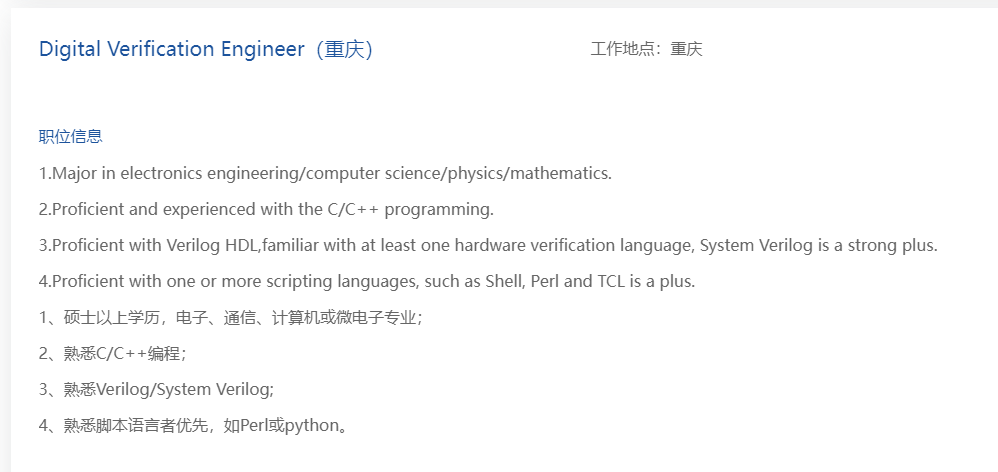 Digital Verification Engineer（重庆）
工作地点：重庆
职位信息
1.Major in electronics engineering/computer science/physics/mathematics.
2.Proficient and experienced with the C/C++ programming.
3.Proficient with Verilog HDL,familiar with at least one hardware verification language, System Verilog is a strong plus.
4.Proficient with one or more scripting languages, such as Shell, Perl and TCL is a plus.
1、硕士以上学历，电子、通信、计算机或微电子专业；
2、熟悉C/C++编程；
3、熟悉Verilog/System Verilog;
4、熟悉脚本语言者优先，如Perl或python。